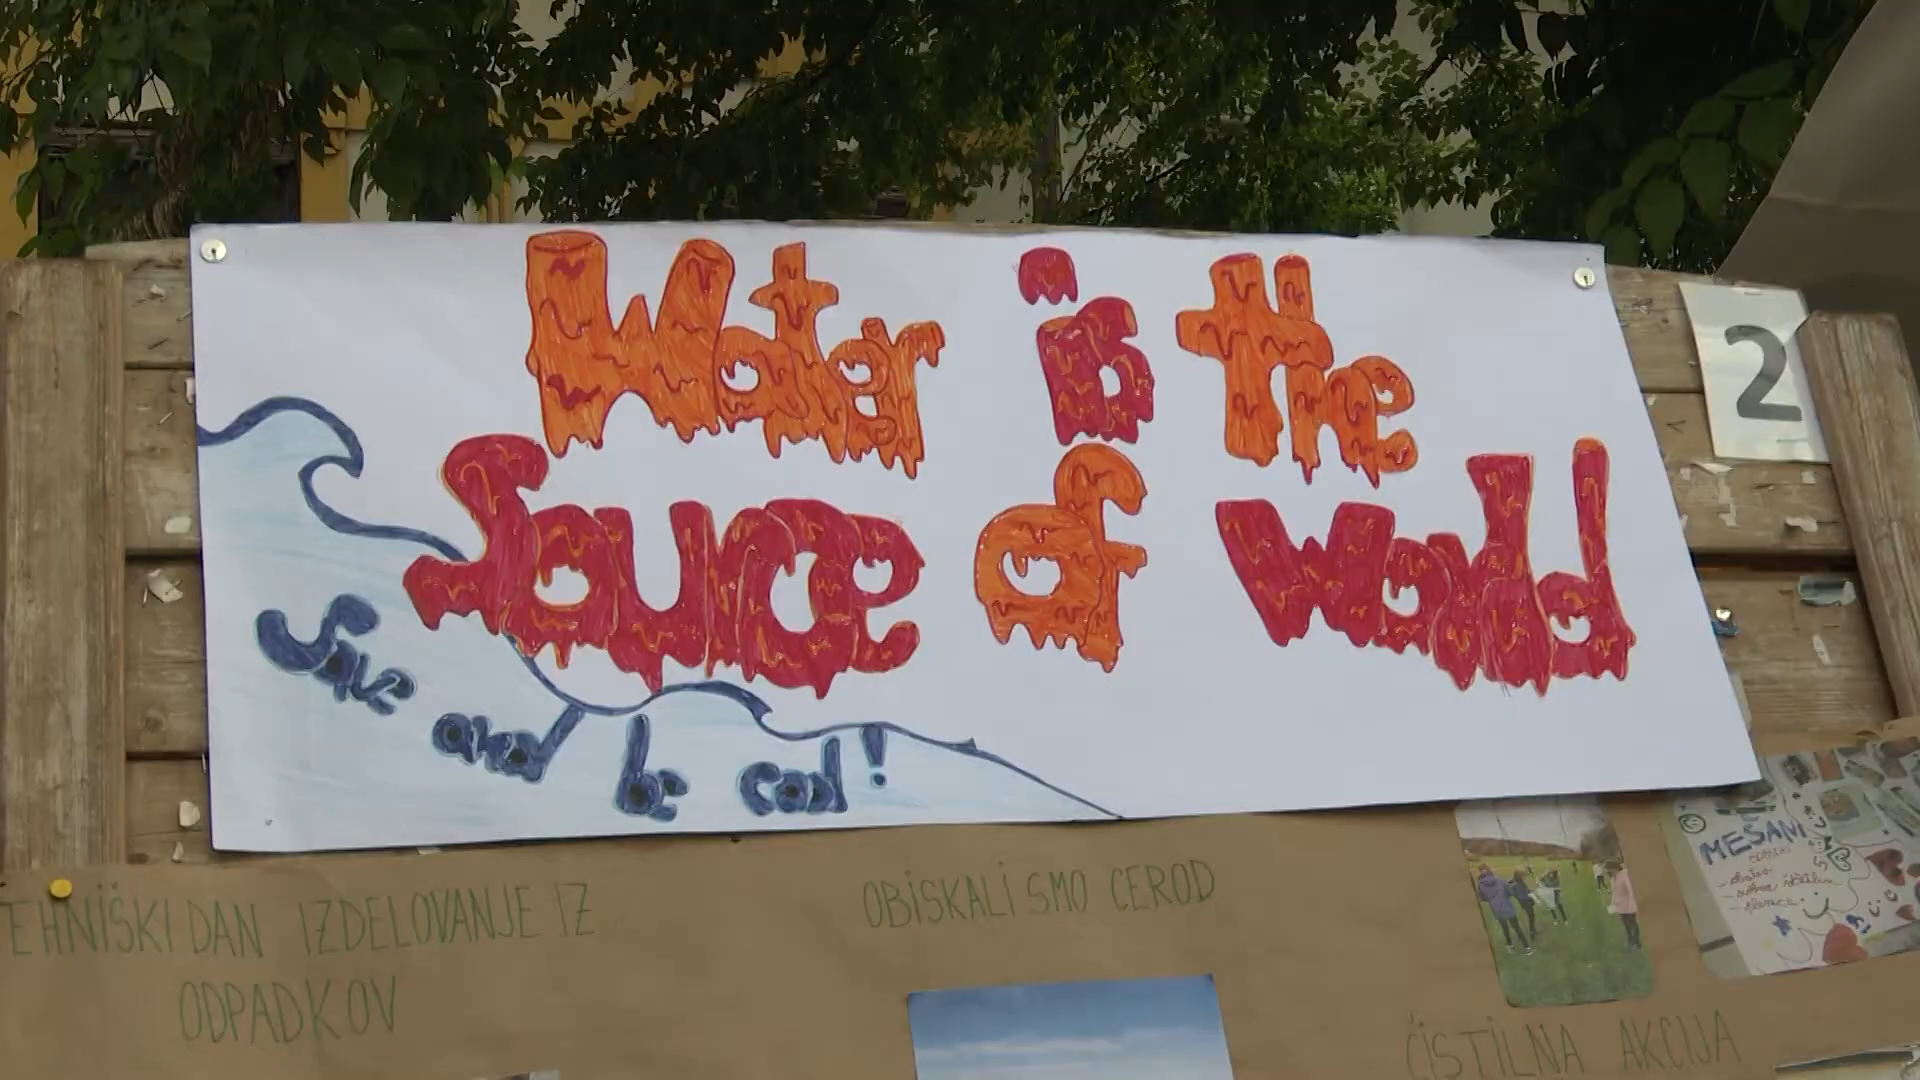 Water is the
Source of World
Save and be cool!
2
TEHNIŠKI DAN IZDELOVANJE IZ
ODPADKOV
OBISKALI SMO CEROD
MEŠANI
ČISTILNA AKCIJA